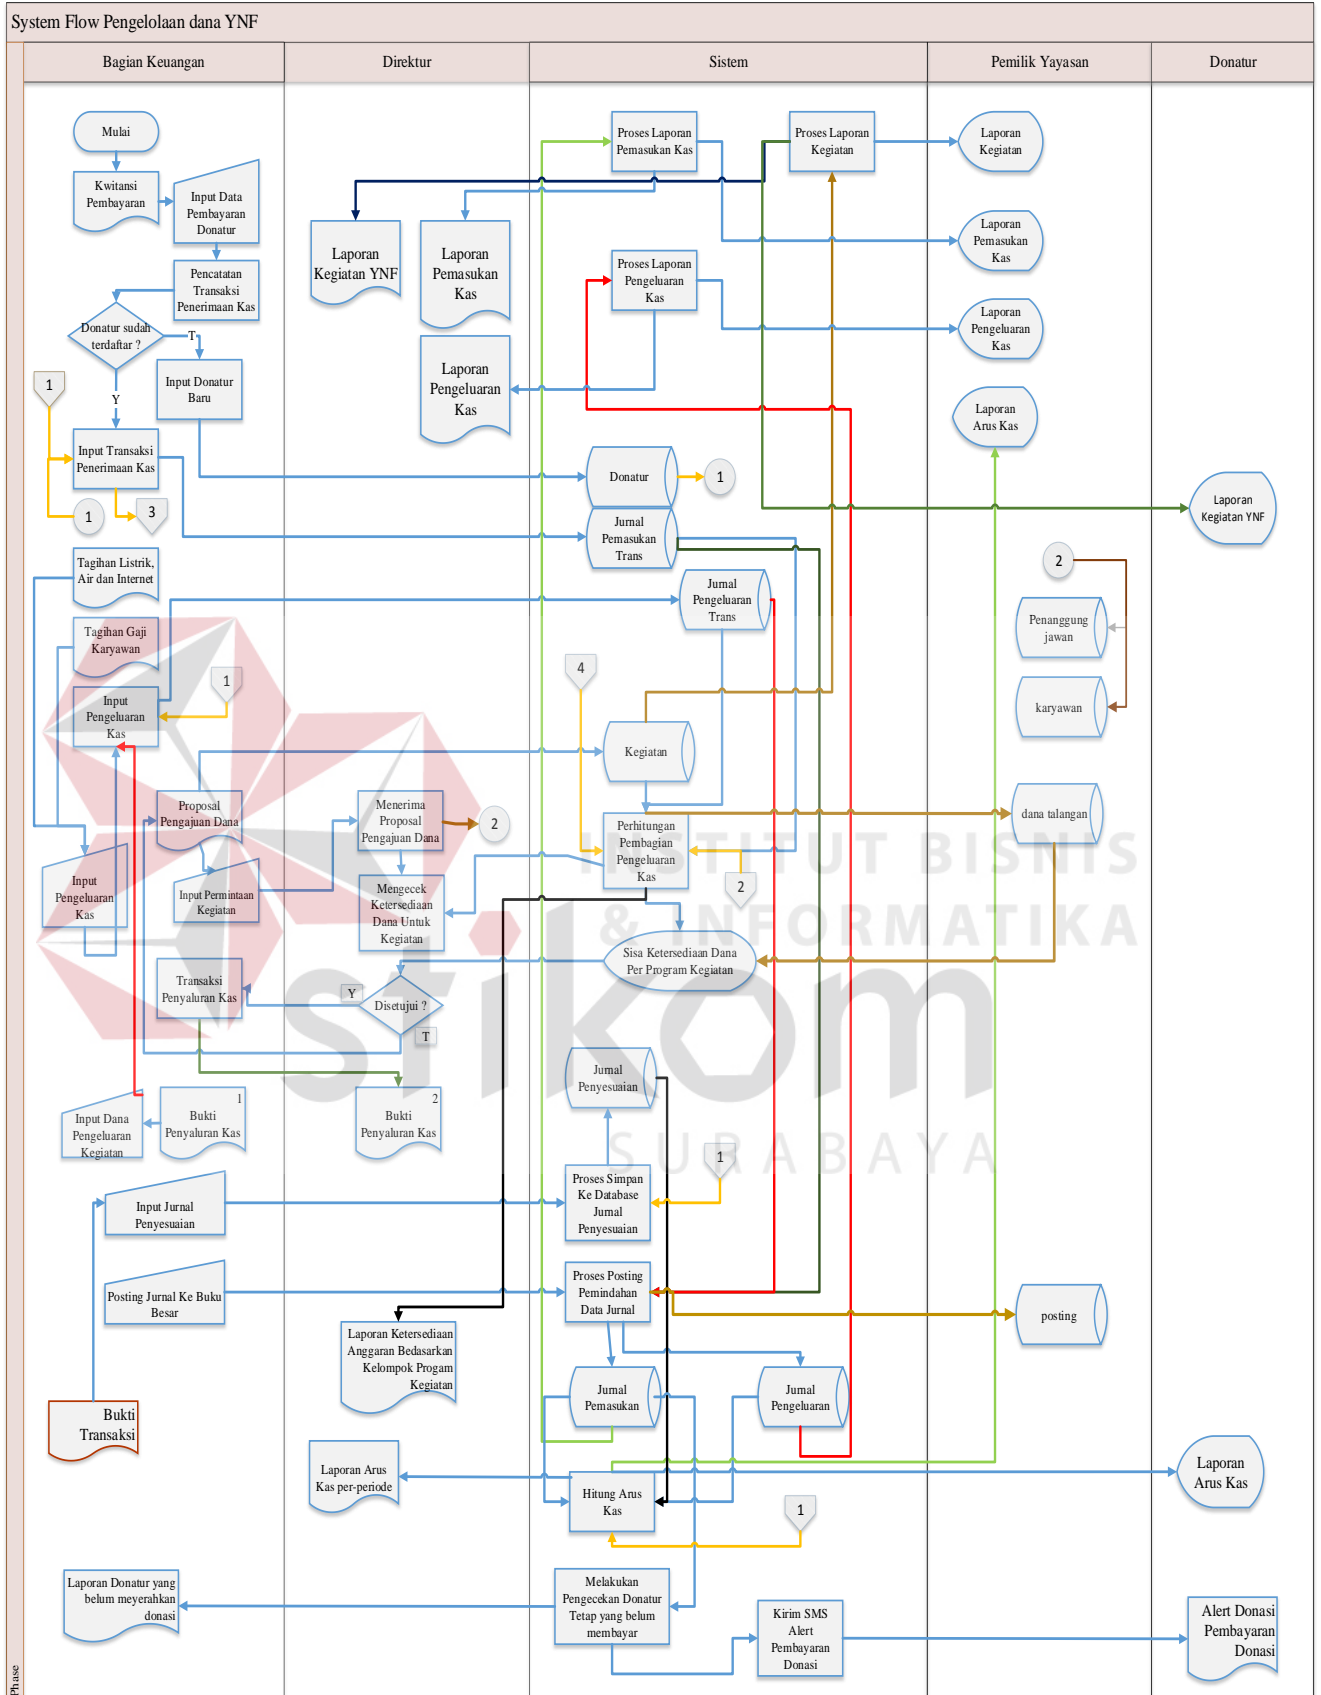 System Flow Pengelolaan dana YNF
Bagian Keuangan
Direktur
Sistem
Pemilik Yayasan
Donatur
Mulai
Kwitansi
Pembayaran
Input Data
Pembayaran
Donatur
Pencatatan
Transaksi
Penerimaan Kas
Donatur sudah
terdaftar ?
T
Y
Input Donatur
Baru
1
Input Transaksi
Penerimaan Kas
1
3
Tagihan Listrik,
Air dan Internet
Tagihan Gaji
Karyawan
1
Input
Pengeluaran
Kas
Proposal
Pengajuan Dana
Input
Pengeluaran
Kas
Input Permintaan
Kegiatan
Transaksi
Penyaluran Kas
Input Dana
Pengeluaran
Kegiatan
1
Bukti
Penyaluran Kas
Input Jurnal
Penyesuaian
Posting Jurnal Ke Buku
Besar
Bukti
Transaksi
Laporan Donatur yang
belum meyerahkan
donasi
Laporan
Kegiatan YNF
Laporan
Pemasukan
Kas
Laporan
Pengeluaran
Kas
Menerima
Proposal
Pengajuan Dana
2
Mengecek
Ketersediaan
Dana Untuk
Kegiatan
Disetujui ?
Y
T
2
Bukti
Penyaluran Kas
Laporan Ketersediaan
Anggaran Bedasarkan
Kelompok Progam
Kegiatan
Laporan Arus
Kas per-periode
Proses Laporan
Pemasukan Kas
Proses Laporan
Kegiatan
Proses Laporan
Pengeluaran
Kas
Donatur
1
Jurnal
Pemasukan
Trans
Jurnal
Pengeluaran
Trans
4
Kegiatan
Perhitungan
Pembagian
Pengeluaran
Kas
2
Sisa Ketersediaan Dana
Per Program Kegiatan
Jurnal
Penyesuaian
1
Proses Simpan
Ke Database
Jurnal
Penyesuaian
Proses Posting
Pemindahan
Data Jurnal
Jurnal
Pemasukan
Jurnal
Pengeluaran
Hitung Arus
Kas
1
Melakukan
Pengecekan Donatur
Tetap yang belum
membayar
Kirim SMS
Alert
Pembayaran
Donasi
Laporan
Kegiatan
Laporan
Pemasukan
Kas
Laporan
Pengeluaran
Kas
Laporan
Arus Kas
2
Penanggung
jawan
karyawan
dana talangan
posting
Laporan
Kegiatan YNF
Laporan
Arus Kas
Alert Donasi
Pembayaran
Donasi
Phase
INSTITUT BISNIS
& INFORMATIKA
stikom
SURABAYA